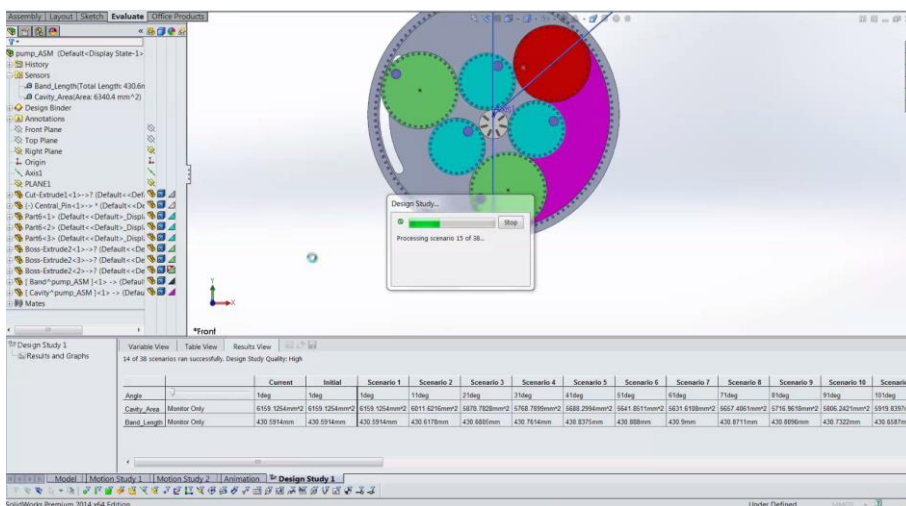 Assembly Layout Sketch Evaluate Office Products
pump_ASM (Default<Display State-1>
History
Sensors
Band_Length(Total Length: 430.6m
Cavity_Area(Area: 6340.4 mm^2)
Design Binder
Annotations
Front Plane
Top Plane
Right Plane
Origin
Axis1
PLANE1
Cut-Extrude1<1>->? (Default<<Def
(-) Central_Pin<1>-> * (Default<<De
Part6<1> (Default<<Default>_Displ
Part6<2> (Default<<Default>_Displ
Part6<3> (Default<<Default>_Displ
Boss-Extrude2<1>->? (Default<<De
Boss-Extrude2<3>->? (Default<<De
Boss-Extrude2<2>->? (Default<<De
[ Band^pump_ASM ]<1> -> (Defaul
[ Cavity^pump_ASM ]<1> -> (Defau
Mates
Design Study...
Stop
Processing scenario 15 of 38...
Y
X
*Front
Design Study 1
Results and Graphs
Variable View Table View Results View
14 of 38 scenarios ran successfully. Design Study Quality: High
Current Initial Scenario 1 Scenario 2 Scenario 3 Scenario 4 Scenario 5 Scenario 6 Scenario 7 Scenario 8 Scenario 9 Scenario 10 Scenario
Angle 1deg 1deg 1deg 11deg 21deg 31deg 41deg 51deg 61deg 71deg 81deg 91deg 101deg
Cavity_Area Monitor Only 6159.1254mm^2 6159.1254mm^2 6159.1254mm^2 6011.6216mm^2 5870.7828mm^2 5760.7899mm^2 5688.2994mm^2 5641.8511mm^2 5631.6108mm^2 5657.4061mm^2 5716.9618mm^2 5806.2421mm^2 5919.8397
Band_Length Monitor Only 430.5914mm 430.5914mm 430.5914mm 430.6178mm 430.6805mm 430.7614mm 430.8375mm 430.888mm 430.9mm 430.8711mm 430.8096mm 430.7322mm 430.6587m
Model Motion Study 1 Motion Study 2 Animation Design Study 1
SolidWorks Premium 2014 x64 Edition Under Defined